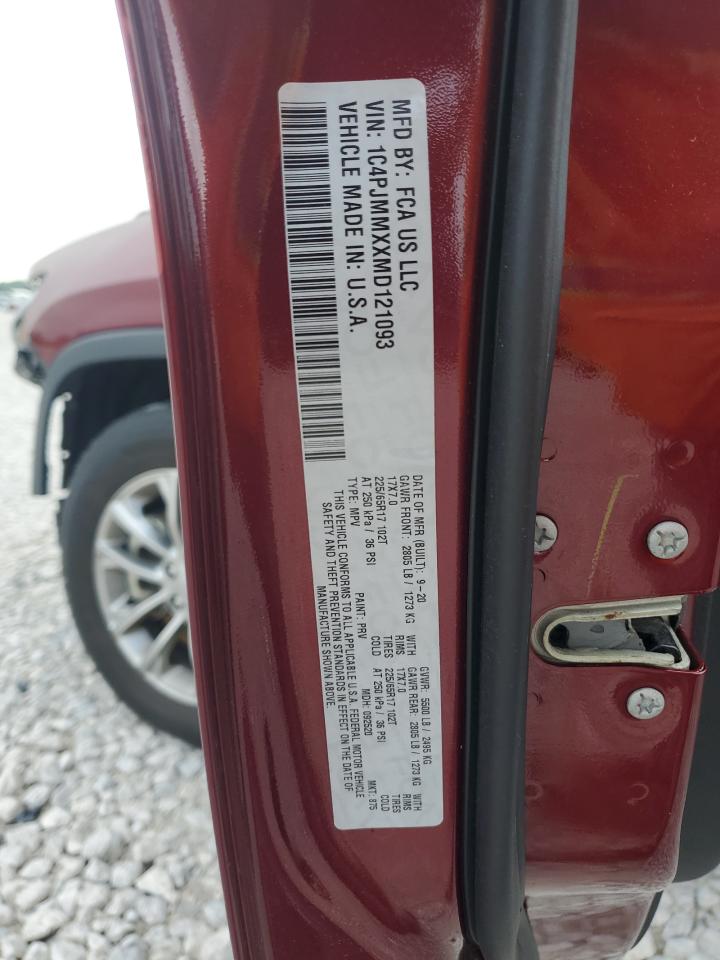 MFD BY: FCA US LLC
VIN: 1C4PJMMXXMD121093
VEHICLE MADE IN: U.S.A.
DATE OF MFR (BUILT): 9-20 GVWR: 5500 LB / 2495 KG
GAWR FRONT: 2805 LB / 1273 KG WITH GAWR REAR: 2805 LB / 1273 KG WITH
17X7.0 RIMS 17X7.0 RIMS
225/65R17 102T TIRES 225/65R17 102T TIRES
AT 250 kPa / 36 PSI COLD AT 250 kPa / 36 PSI COLD
TYPE: MPV PAINT: PRV MDH: 092520 MKT: 875
THIS VEHICLE CONFORMS TO ALL APPLICABLE U.S.A. FEDERAL MOTOR VEHICLE
SAFETY AND THEFT PREVENTION STANDARDS IN EFFECT ON THE DATE OF
MANUFACTURE SHOWN ABOVE.